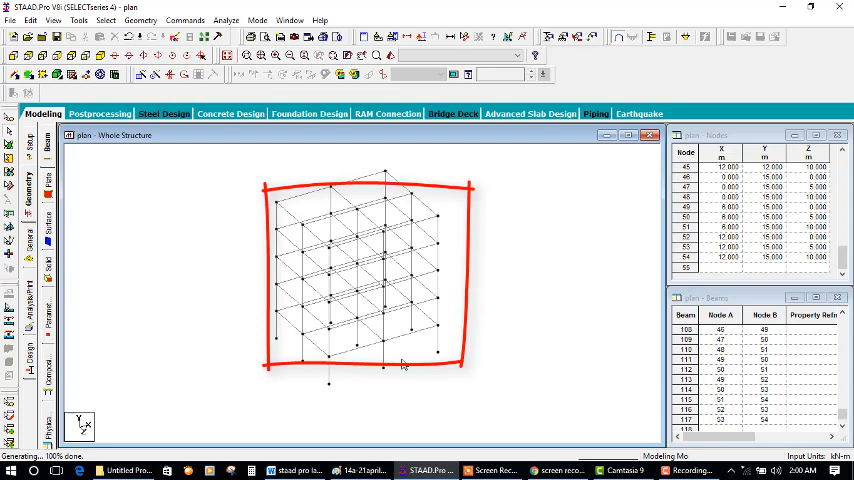 STAAD.Pro V8i (SELECTseries 4) - plan
File Edit View Tools Select Geometry Commands Analyze Mode Window Help
Modeling Postprocessing Steel Design Concrete Design Foundation Design RAM Connection Bridge Deck Advanced Slab Design Piping Earthquake
plan - Whole Structure
plan - Nodes
Setup
Geometry
General
Analysis/Print
Design
Beam
Plate
Surface
Solid
Paramet...
Composi...
Physica...
Node X m Y m Z m
45 12.000 12.000 10.000
46 0.000 15.000 0.000
47 0.000 15.000 5.000
48 0.000 15.000 10.000
49 6.000 15.000 0.000
50 6.000 15.000 5.000
51 6.000 15.000 10.000
52 12.000 15.000 0.000
53 12.000 15.000 5.000
54 12.000 15.000 10.000
55
plan - Beams
Beam Node A Node B Property Refn
108 46 49
109 47 50
110 48 51
111 49 50
112 50 51
113 49 52
114 50 53
115 51 54
116 52 53
117 53 54
118
Y
X
Z
Generating... 100% done.
Modeling Mo
Input Units: kN-m
Untitled Pro...
staad pro la...
14a-21april...
STAAD.Pro ...
Screen Rec...
screen reco...
Camtasia 9
Recording...
2:00 AM